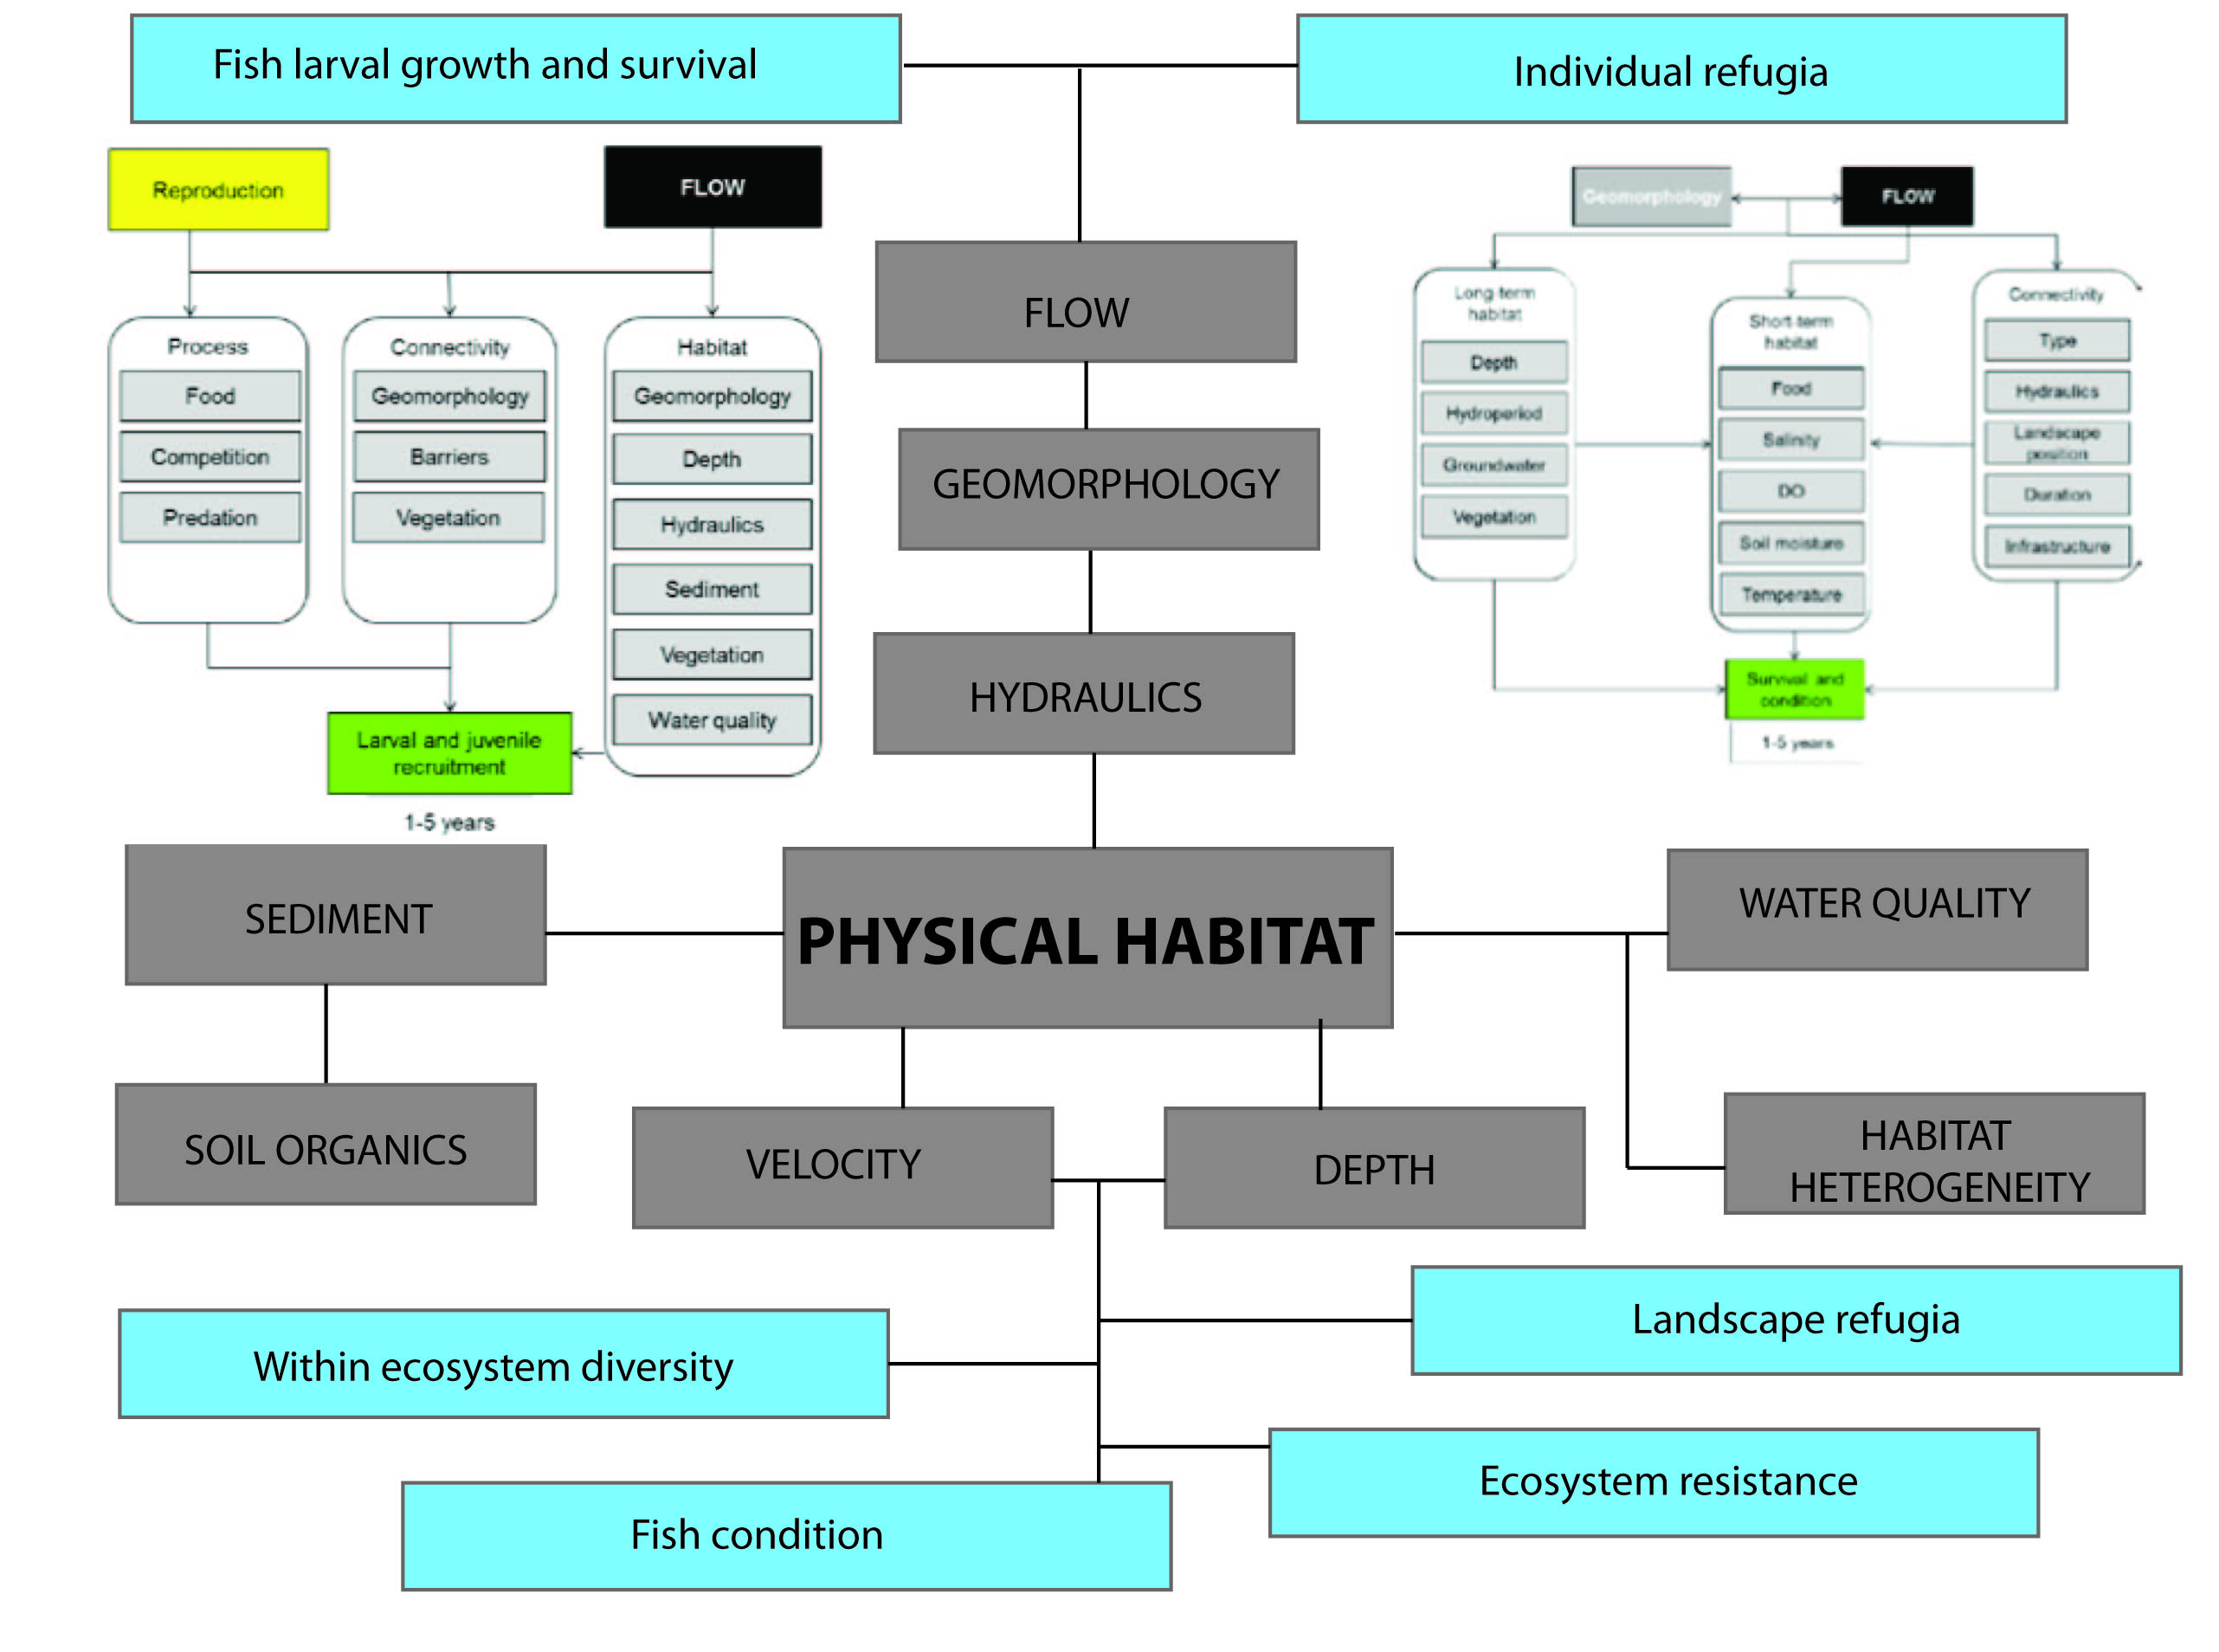 Fish larval growth and survival
Individual refugia
Reproduction
FLOW
Process
Food
Competition
Predation
Connectivity
Geomorphology
Barriers
Vegetation
Habitat
Geomorphology
Depth
Hydraulics
Sediment
Vegetation
Water quality
Larval and juvenile
recruitment
1-5 years
FLOW
GEOMORPHOLOGY
HYDRAULICS
Geomorphology
FLOW
Long-term
habitat
Depth
Hydroperiod
Groundwater
Vegetation
Short-term
habitat
Food
Salinity
DO
Soil moisture
Temperature
Connectivity
Type
Hydraulics
Landscape
position
Duration
Infrastructure
Survival and
condition
1-5 years
SEDIMENT
PHYSICAL HABITAT
WATER QUALITY
SOIL ORGANICS
VELOCITY
DEPTH
HABITAT
HETEROGENEITY
Within ecosystem diversity
Landscape refugia
Fish condition
Ecosystem resistance